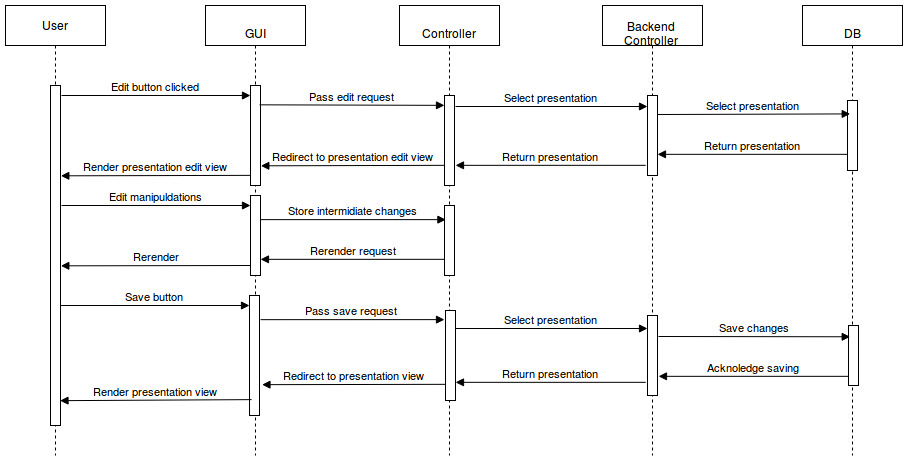 User
GUI
Controller
Backend
Controller
DB
Edit button clicked
Pass edit request
Select presentation
Select presentation
Return presentation
Return presentation
Redirect to presentation edit view
Render presentation edit view
Edit manipuldations
Store intermidiate changes
Rerender request
Rerender
Save button
Pass save request
Select presentation
Save changes
Acknoledge saving
Return presentation
Redirect to presentation view
Render presentation view